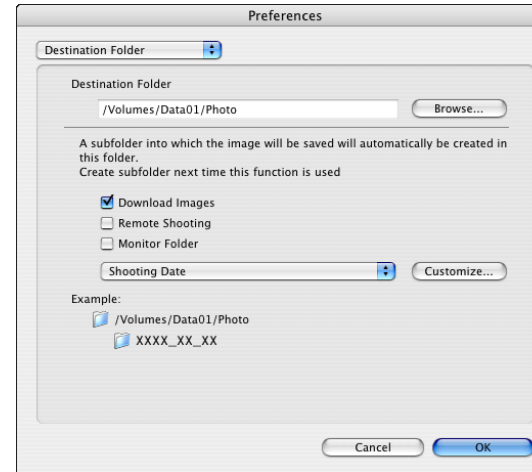 Preferences
Destination Folder
Destination Folder
/Volumes/Data01/Photo
Browse...
A subfolder into which the image will be saved will automatically be created in
this folder.
Create subfolder next time this function is used
Download Images
Remote Shooting
Monitor Folder
Shooting Date
Customize...
Example:
/Volumes/Data01/Photo
XXXX_XX_XX
Cancel
OK